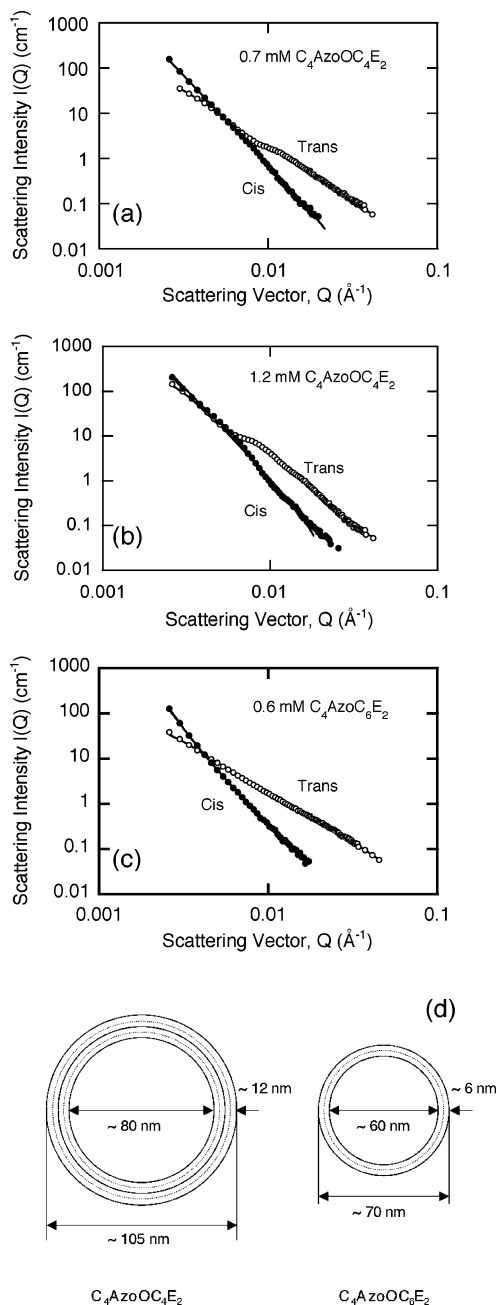 1000
100
10
1
0.1
0.01
Scattering Intensity I(Q) (cm⁻¹)
0.7 mM C₄AzoOC₄E₂
Trans
Cis
(a)
0.001
0.01
0.1
Scattering Vector, Q (Å⁻¹)
1000
100
10
1
0.1
0.01
Scattering Intensity I(Q) (cm⁻¹)
1.2 mM C₄AzoOC₄E₂
Trans
Cis
(b)
0.001
0.01
0.1
Scattering Vector, Q (Å⁻¹)
1000
100
10
1
0.1
0.01
Scattering Intensity I(Q) (cm⁻¹)
0.6 mM C₄AzoC₆E₂
Trans
Cis
(c)
0.001
0.01
0.1
Scattering Vector, Q (Å⁻¹)
(d)
~ 12 nm
~ 6 nm
~ 80 nm
~ 60 nm
~ 70 nm
~ 105 nm
C₄AzoOC₄E₂
C₄AzoOC₆E₂